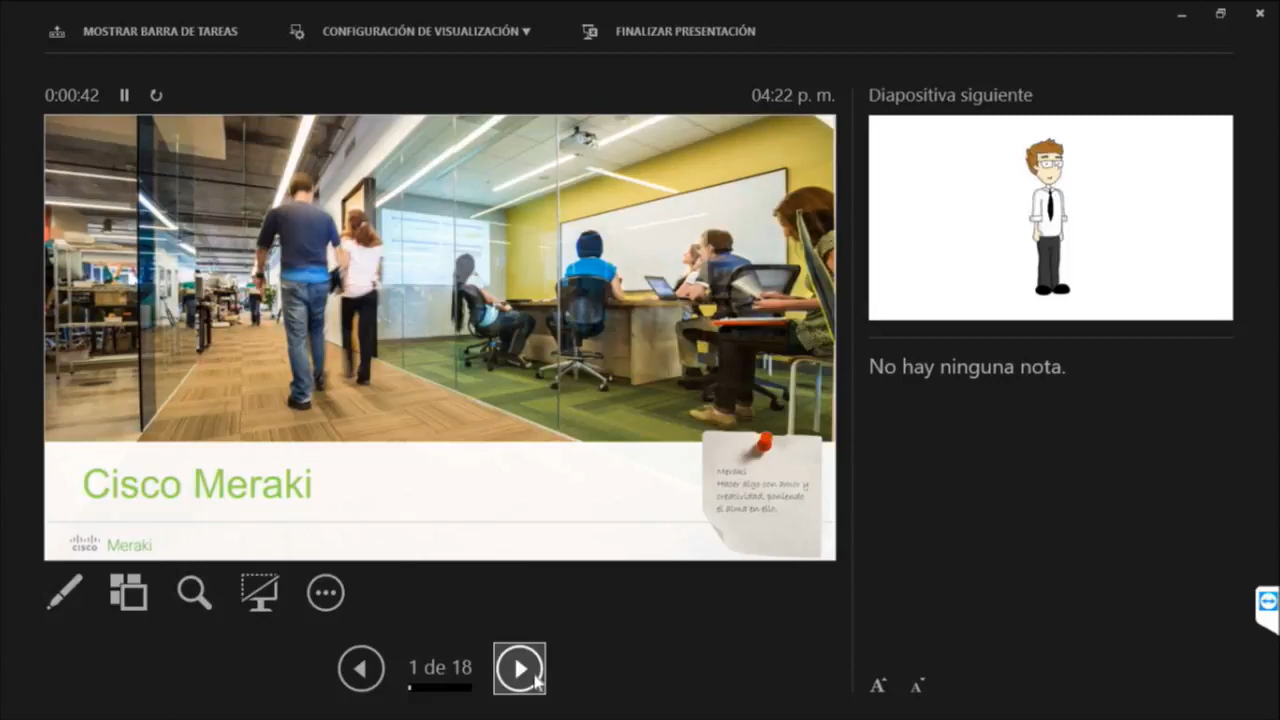 MOSTRAR BARRA DE TAREAS
CONFIGURACIÓN DE VISUALIZACIÓN ▼
FINALIZAR PRESENTACIÓN
0:00:42
04:22 p. m.
Diapositiva siguiente
Cisco Meraki
Meraki
Hacer algo con amor y
creatividad, poniendo
el alma en ello.
cisco Meraki
No hay ninguna nota.
1 de 18
A A